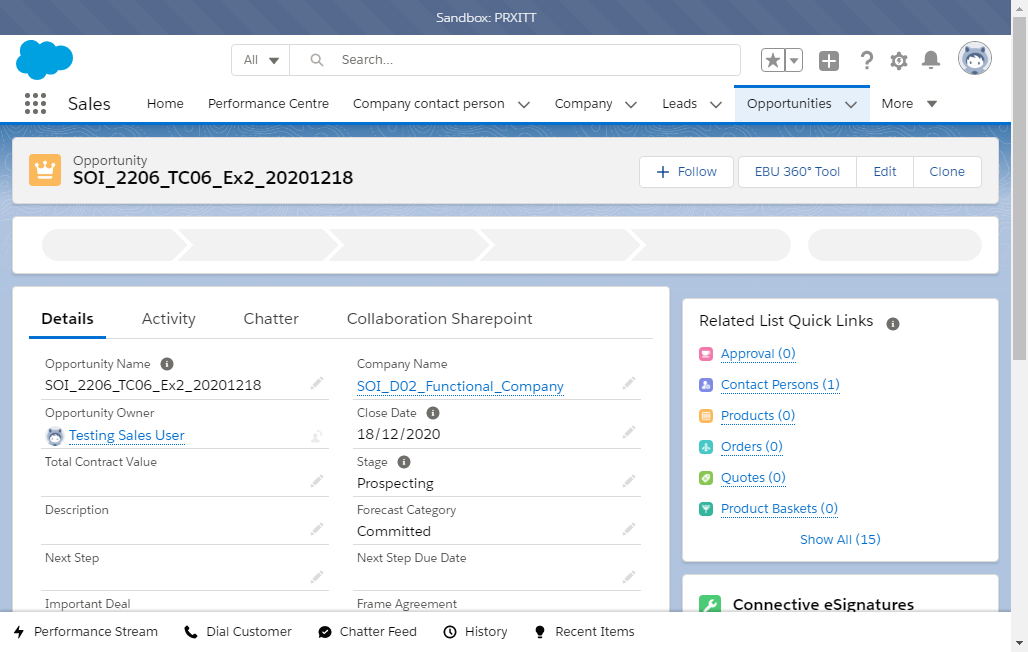 Sandbox: PRXITT
All
Search...
Sales
Home
Performance Centre
Company contact person
Company
Leads
Opportunities
More
Opportunity
SOI_2206_TC06_Ex2_20201218
Follow
EBU 360° Tool
Edit
Clone
Details
Activity
Chatter
Collaboration Sharepoint
Opportunity Name
SOI_2206_TC06_Ex2_20201218
Company Name
SOI_D02_Functional_Company
Opportunity Owner
Testing Sales User
Close Date
18/12/2020
Total Contract Value
Stage
Prospecting
Description
Forecast Category
Committed
Next Step
Next Step Due Date
Important Deal
Frame Agreement
Related List Quick Links
Approval (0)
Contact Persons (1)
Products (0)
Orders (0)
Quotes (0)
Product Baskets (0)
Show All (15)
Connective eSignatures
Performance Stream
Dial Customer
Chatter Feed
History
Recent Items